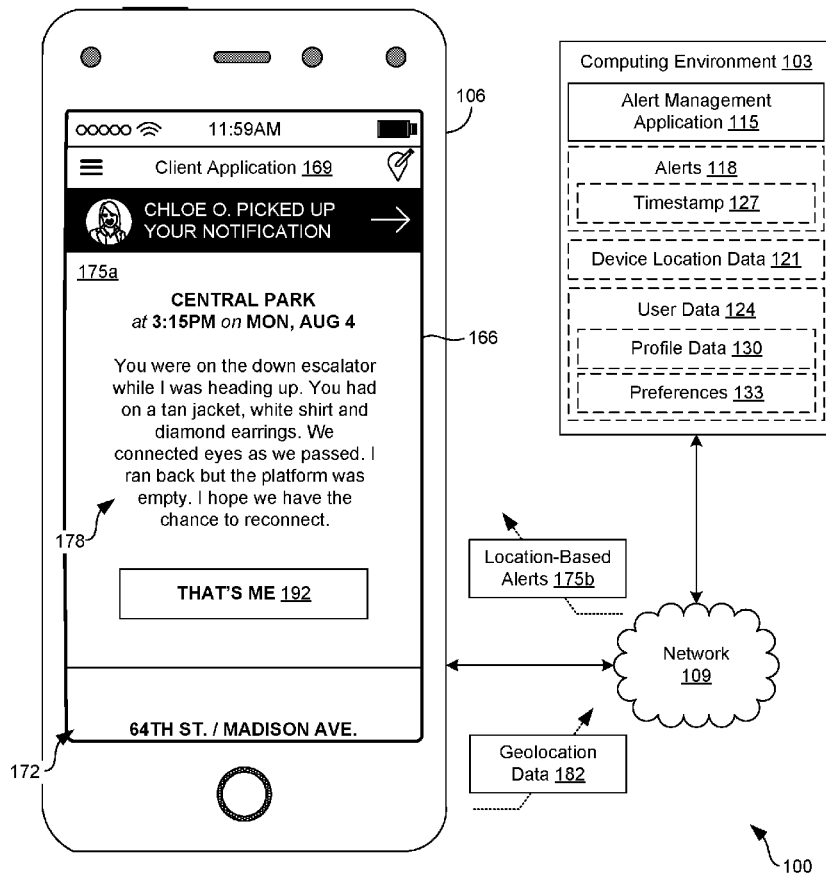 11:59AM
Client Application 169
CHLOE O. PICKED UP
YOUR NOTIFICATION
175a
CENTRAL PARK
at 3:15PM on MON, AUG 4
You were on the down escalator
while I was heading up. You had
on a tan jacket, white shirt and
diamond earrings. We
connected eyes as we passed. I
ran back but the platform was
empty. I hope we have the
chance to reconnect.
178
THAT'S ME 192
64TH ST. / MADISON AVE.
172
106
166
Computing Environment 103
Alert Management
Application 115
Alerts 118
Timestamp 127
Device Location Data 121
User Data 124
Profile Data 130
Preferences 133
Location-Based
Alerts 175b
Network
109
Geolocation
Data 182
100